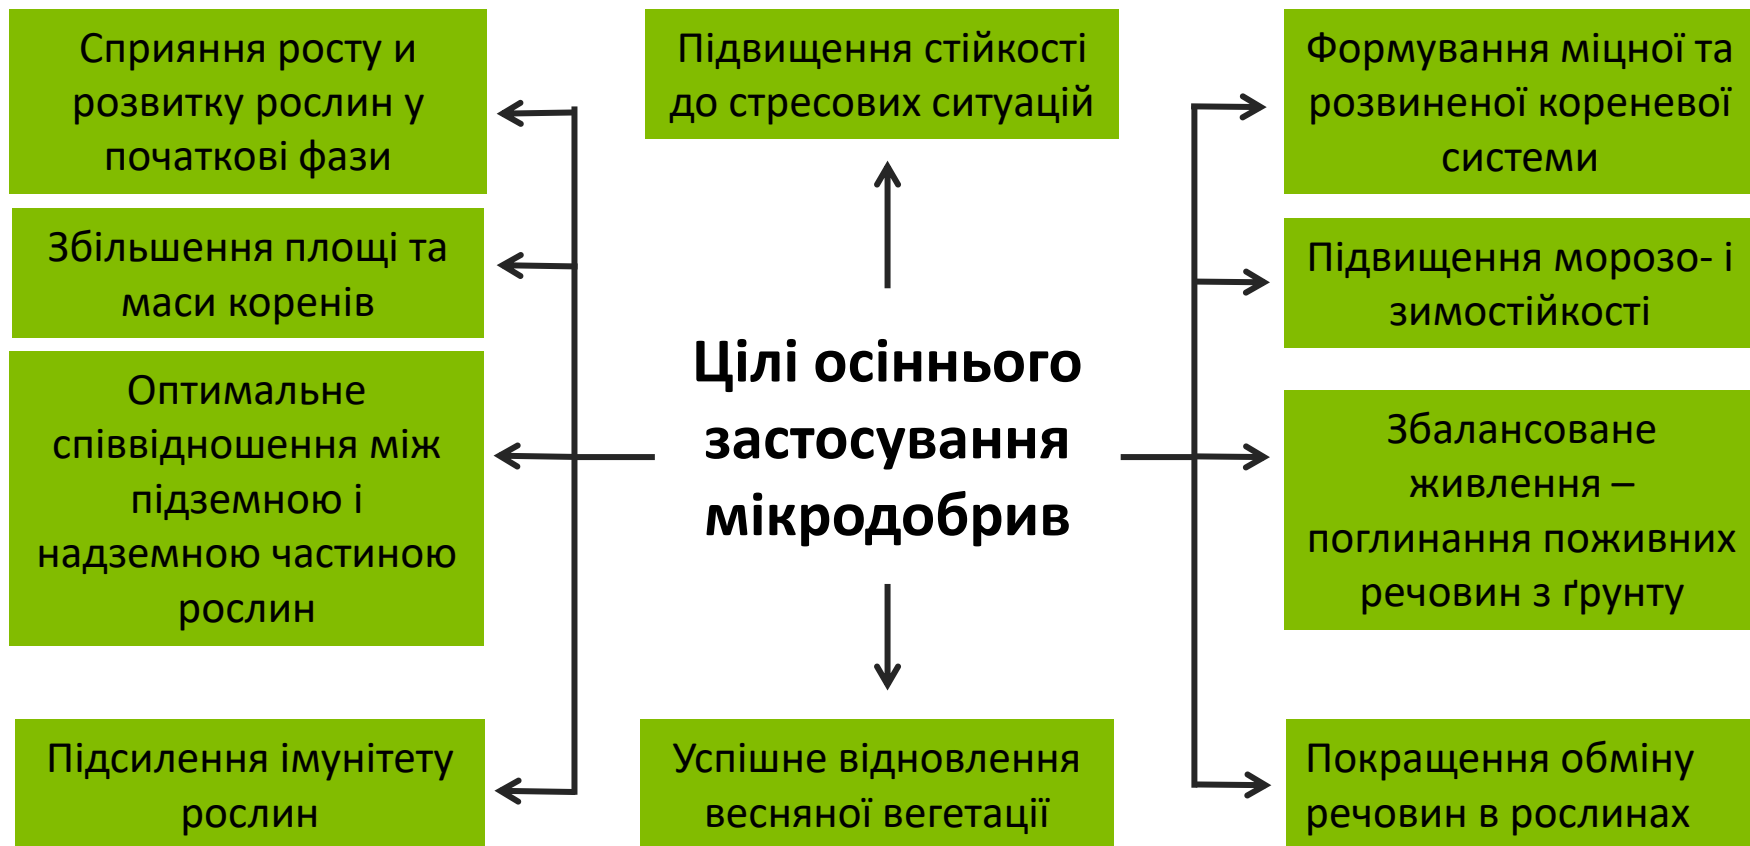 Сприяння росту и
розвитку рослин у
початкові фази
Збільшення площі та
маси коренів
Оптимальне
співвідношення між
підземною і
надземною частиною
рослин
Підсилення імунітету
рослин
Підвищення стійкості
до стресових ситуацій
Цілі осіннього
застосування
мікродобрив
Успішне відновлення
весняної вегетації
Формування міцної та
розвиненої кореневої
системи
Підвищення морозо- і
зимостійкості
Збалансоване
живлення –
поглинання поживних
речовин з ґрунту
Покращення обміну
речовин в рослинах